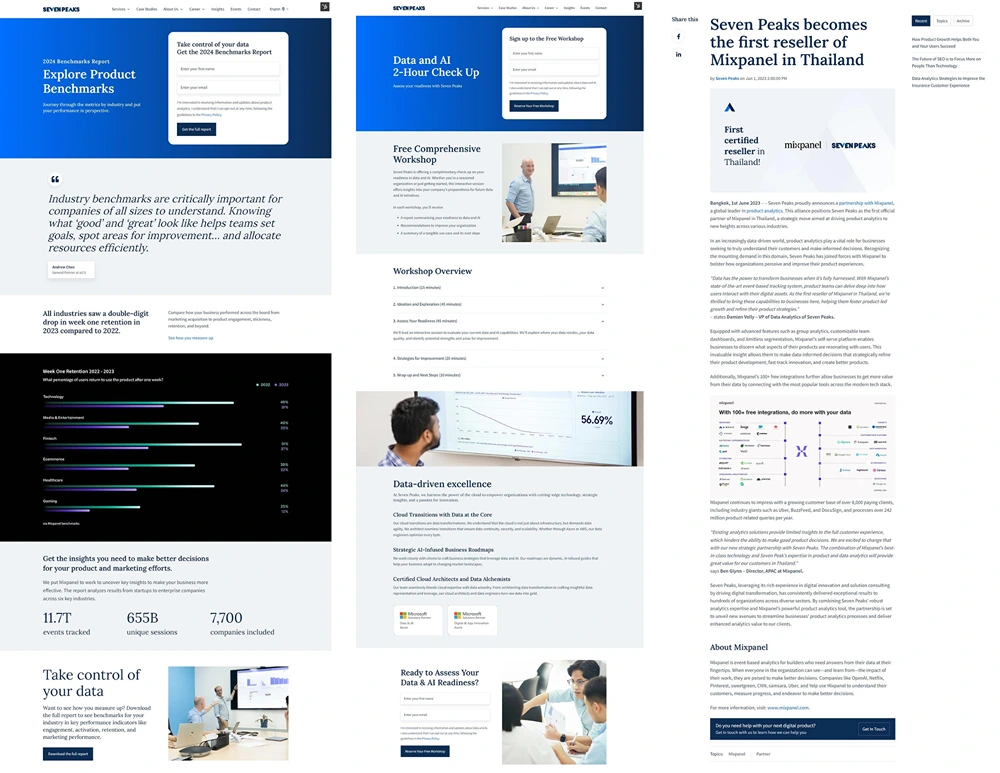 SEVEN PEAKS
Services
Case Studies
About Us
Career
Insights
Events
Contact
English
2024 Benchmarks Report
Explore Product
Benchmarks
Journey through the metrics by industry and put
your performance in perspective.
Take control of your data
Get the 2024 Benchmarks Report
Enter your first name
Enter your email
I'm interested in receiving information and updates about product
analytics. I understand that I can opt out at any time, following the
guidelines in the Privacy Policy.
Get the full report
Industry benchmarks are critically important for
companies of all sizes to understand. Knowing
what 'good' and 'great' look like helps teams set
goals, spot areas for improvement... and allocate
resources efficiently.
Andrew Chen
All industries saw a double-digit
drop in week one retention in
2023 compared to 2022.
Compare how your business performed across the board from
marketing acquisition to product engagement, stickiness,
retention, and beyond.
See how you measure up
Week One Retention 2022 - 2023
What percentage of users return to use the product after one week?
2022
2023
Technology
Media & Entertainment
Fintech
Ecommerce
Healthcare
Gaming
via Mixpanel benchmarks
Get the insights you need to make better decisions
for your product and marketing efforts.
We put Mixpanel to work to uncover key insights to make your business more
effective. The report analyzes results from startups to enterprise companies
across six key industries.
11.7T
events tracked
655B
unique sessions
7,700
companies included
Take control of
your data
Want to see how you measure up? Download
the full report to see benchmarks for your
industry in key performance indicators like
engagement, activation, retention, and
marketing performance.
Download the full report
SEVEN PEAKS
Services
Case Studies
About Us
Career
Insights
Events
Contact
Data and AI
2-Hour Check Up
Assess your readiness with Seven Peaks
Sign up to the Free Workshop
Enter your first name
Enter your email
I'm interested in receiving information and updates about data and AI.
I also understand that I can opt out at any time, following the
guidelines in the Privacy Policy.
Reserve Your Free Workshop
Free Comprehensive
Workshop
Seven Peaks is offering a complimentary check up on your
readiness in data and AI. Whether you're a seasoned
organization or just getting started, this interactive session
offers insights into your company's preparations for future data
and AI initiatives.
In each workshop, you'll receive
• A report summarizing your readiness to data and AI
• Recommendations to improve your organization
• A summary of a tangible use case and its next steps
Workshop Overview
1. Introduction (15 minutes)
2. Ideation and Exploration (45 minutes)
3. Assess Your Readiness (45 minutes)
We'll lead an interactive session to evaluate your current data and AI capabilities. We'll explore where your data resides, your data
quality, and identify potential strengths, and areas for improvement.
4. Strategies for Improvement (20 minutes)
5. Wrap-up and Next Steps (10 minutes)
56.69%
Data-driven excellence
At Seven Peaks, we harness the power of the cloud to empower organizations with cutting-edge technology, strategic
insights, and a passion for innovation.
Cloud Transitions with Data at the Core
Strategic AI-Infused Business Roadmaps
Certified Cloud Architects and Data Alchemists
Microsoft
Solutions Partner
Data & AI
Azure
Microsoft
Solutions Partner
Digital & App Innovation
Azure
Ready to Assess Your
Data & AI Readiness?
Enter your first name
Enter your email
Reserve Your Free Workshop
Share this
Seven Peaks becomes
the first reseller of
Mixpanel in Thailand
by Seven Peaks on Jun 1, 2023 2:00:00 PM
First
certified
reseller in
Thailand!
mixpanel
SEVEN PEAKS
Bangkok, 1st June 2023 — Seven Peaks proudly announces a partnership with Mixpanel,
a global leader in product analytics. This alliance positions Seven Peaks as the first official
partner of Mixpanel in Thailand, a strategic move aimed at driving product analytics to
new heights across various industries.
In an increasingly data-driven world, product analytics play a vital role for businesses
seeking to truly understand their customers and make informed decisions. Recognizing
the mounting demand in this domain, Seven Peaks has joined forces with Mixpanel to
bolster how organizations perceive and improve their product experiences.
"Data has the power to transform businesses when it's fully harnessed. With Mixpanel's
state-of-the-art event-based tracking system, product teams can delve deep into how
users interact with their digital assets. As the first reseller of Mixpanel in Thailand, we're
thrilled to bring these capabilities to businesses here, helping them foster product led
growth and refine their product strategies."
- states Damien Velly - VP of Data Analytics of Seven Peaks.
Equipped with advanced features such as group analytics, customizable team
dashboards, and limitless segmentation, Mixpanel's self-serve platform enables
businesses to discern what aspects of their products are resonating with users. This
invaluable insight allows them to make data informed decisions that strategically refine
their product development, fast-track innovation, and create better products.
Additionally, Mixpanel's 100+ free integrations further allow businesses to get more value
from their data by connecting with the most popular tools across the modern tech stack.
mixpanel
With 100+ free integrations, do more with your data
Mixpanel continues to impress with a growing customer base of over 8,000 paying clients,
including industry giants such as Uber, BuzzFeed, and DocuSign, and processes over 242
million product-related queries per year.
"Existing analytics solutions provide limited insights to the full customer experience,
which hinders the ability to make good product decisions. We are excited to change that
with our new strategic partnership with Seven Peaks. The combination of Mixpanel's best-
in-class technology and Seven Peak's expertise in product and data analytics will provide
great value for our customers in Thailand."
says Ben Glynn - Director, APAC at Mixpanel.
Seven Peaks, leveraging its rich experience in digital innovation and solution consulting
by driving digital transformation, has consistently delivered exceptional results to
hundreds of organizations across diverse sectors. By combining Seven Peaks' robust
analytics expertise and Mixpanel's powerful product analytics tool, the partnership is set
to unveil new avenues to streamline businesses' product analytics processes and deliver
enhanced analytics value to our clients.
About Mixpanel
Mixpanel is event-based analytics for builders who need answers from their data at their
fingertips. When everyone in the organization can see—and learn from—the impact of
their work, they are poised to make better decisions. Companies like OpenAI, Netflix,
Pinterest, sweetgreen, CNN, samsara, Uber, and Yelp use Mixpanel to understand their
customers, measure progress, and endeavor to make better decisions.
For more information, visit: www.mixpanel.com.
Do you need help with your next digital product?
Get in touch with us to learn how we can help you
Get In Touch
Topics
Mixpanel
Partner
Recent
Topics
Archive
How Product Growth Helps Both You
and Your Users Succeed
The Future of SEO is to Focus More on
People Than Technology
Data Analytics Strategies to Improve the
Insurance Customer Experience